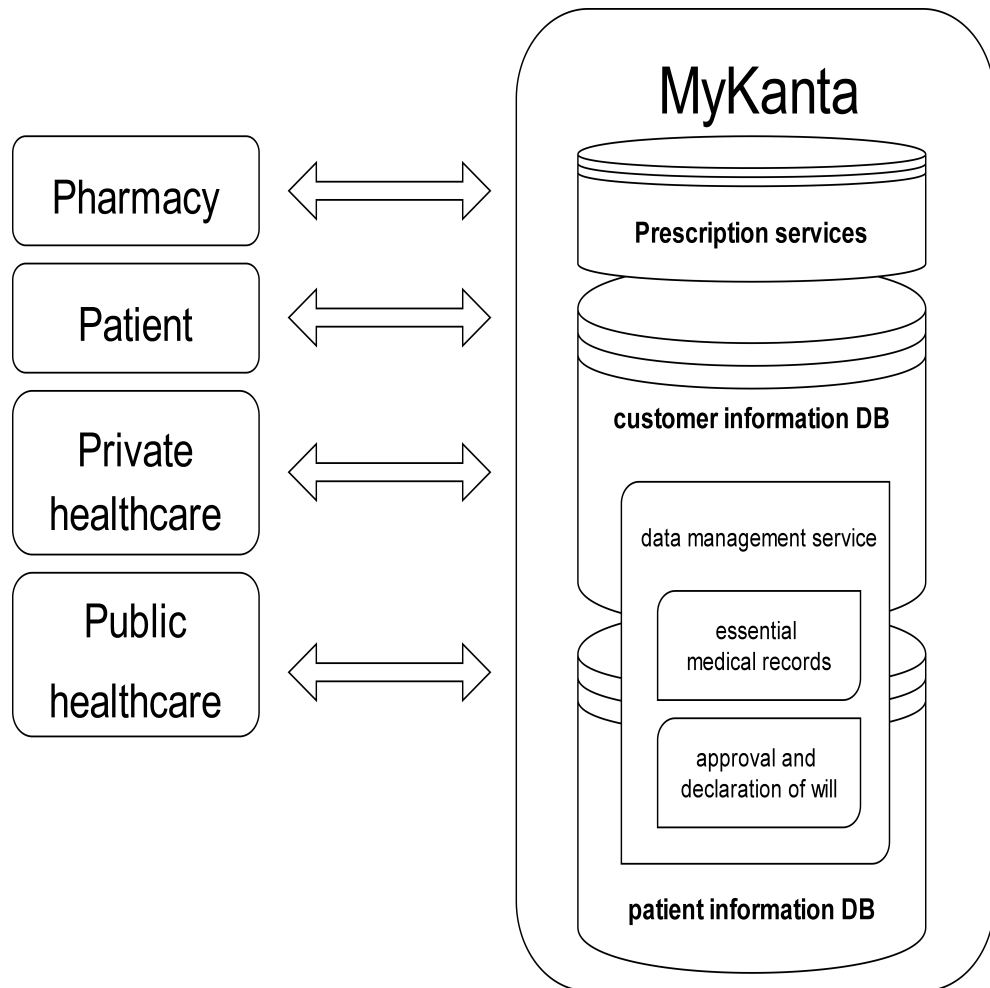 MyKanta
Pharmacy
Patient
Private
healthcare
Public
healthcare
Prescription services
customer information DB
data management service
essential
medical records
approval and
declaration of will
patient information DB